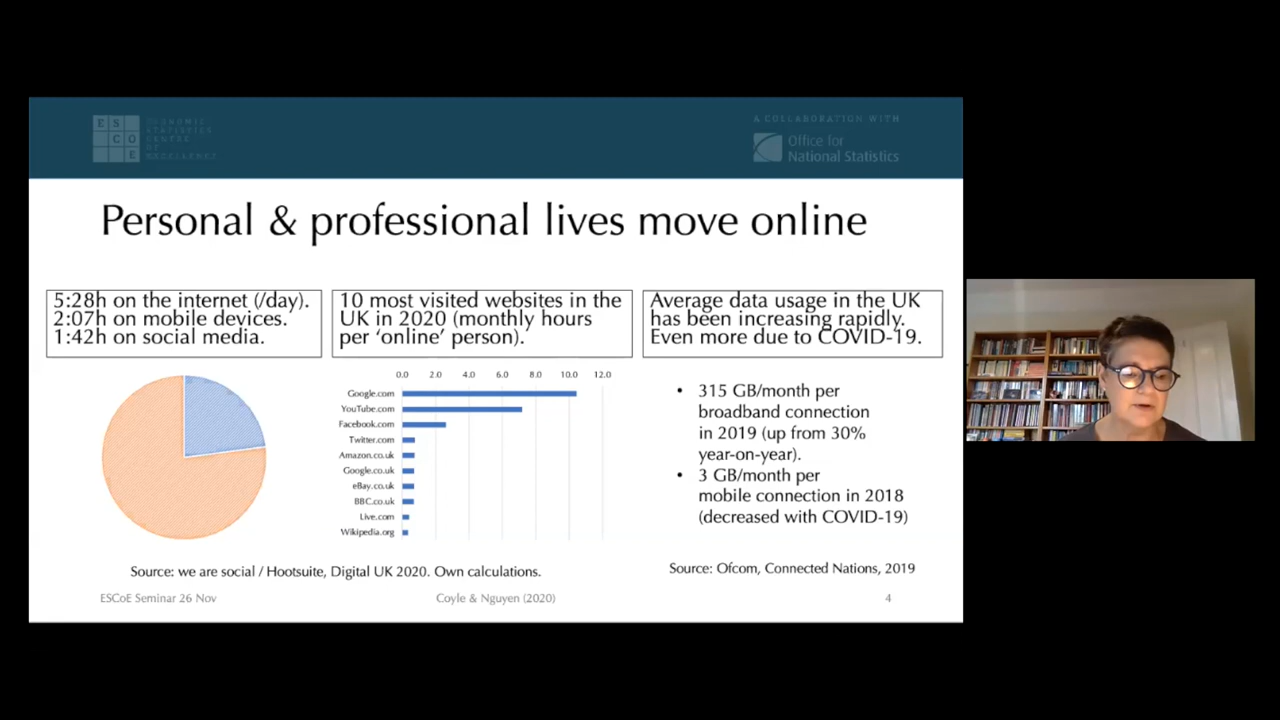 E S
C O
E
ECONOMIC
STATISTICS
CENTRE
OF
EXCELLENCE
A COLLABORATION WITH
Office for
National Statistics
Personal & professional lives move online
5:28h on the internet (/day).
2:07h on mobile devices.
1:42h on social media.
10 most visited websites in the
UK in 2020 (monthly hours
per ‘online’ person).
Average data usage in the UK
has been increasing rapidly.
Even more due to COVID-19.
0.0 2.0 4.0 6.0 8.0 10.0 12.0
Google.com
YouTube.com
Facebook.com
Twitter.com
Amazon.co.uk
Google.co.uk
eBay.co.uk
BBC.co.uk
Live.com
Wikipedia.org
• 315 GB/month per
broadband connection
in 2019 (up from 30%
year-on-year).
• 3 GB/month per
mobile connection in 2018
(decreased with COVID-19)
Source: we are social / Hootsuite, Digital UK 2020. Own calculations.
Source: Ofcom, Connected Nations, 2019
ESCoE Seminar 26 Nov
Coyle & Nguyen (2020)
4